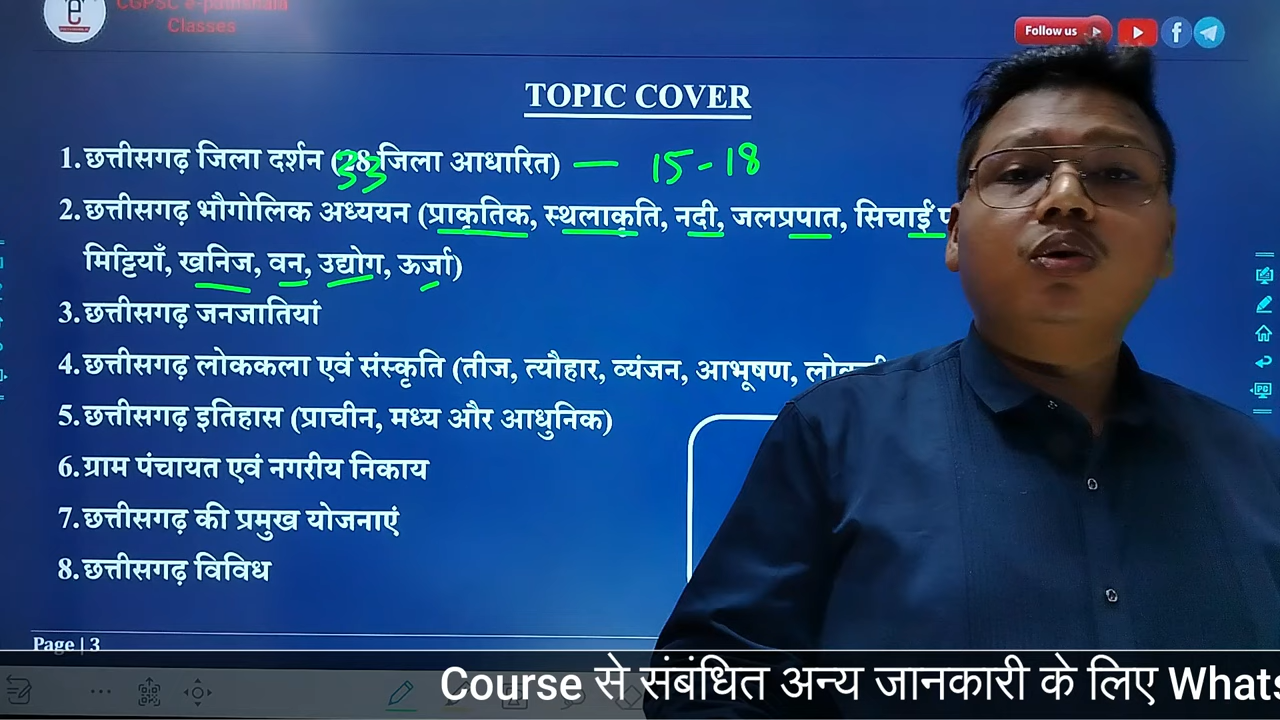 CGPSC e-pathshala
Classes
e
Follow us
TOPIC COVER
1. छत्तीसगढ़ जिला दर्शन (28 जिला आधारित) — 15-18
33
2. छत्तीसगढ़ भौगोलिक अध्ययन (प्राकृतिक, स्थलाकृति, नदी, जलप्रपात, सिचाईं
मिट्टियाँ, खनिज, वन, उद्योग, ऊर्जा)
3. छत्तीसगढ़ जनजातियां
4. छत्तीसगढ़ लोककला एवं संस्कृति (तीज, त्यौहार, व्यंजन, आभूषण,
5. छत्तीसगढ़ इतिहास (प्राचीन, मध्य और आधुनिक)
6. ग्राम पंचायत एवं नगरीय निकाय
7. छत्तीसगढ़ की प्रमुख योजनाएं
8. छत्तीसगढ़ विविध
Page | 3
Course से संबंधित अन्य जानकारी के लिए Whats